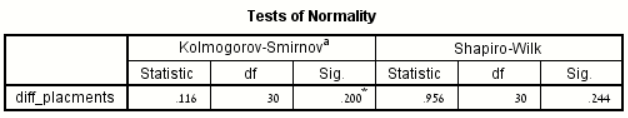 Tests of Normality
Kolmogorov-Smirnov^a Shapiro-Wilk
Statistic df Sig. Statistic df Sig.
diff_placments .116 30 .200* .956 30 .244